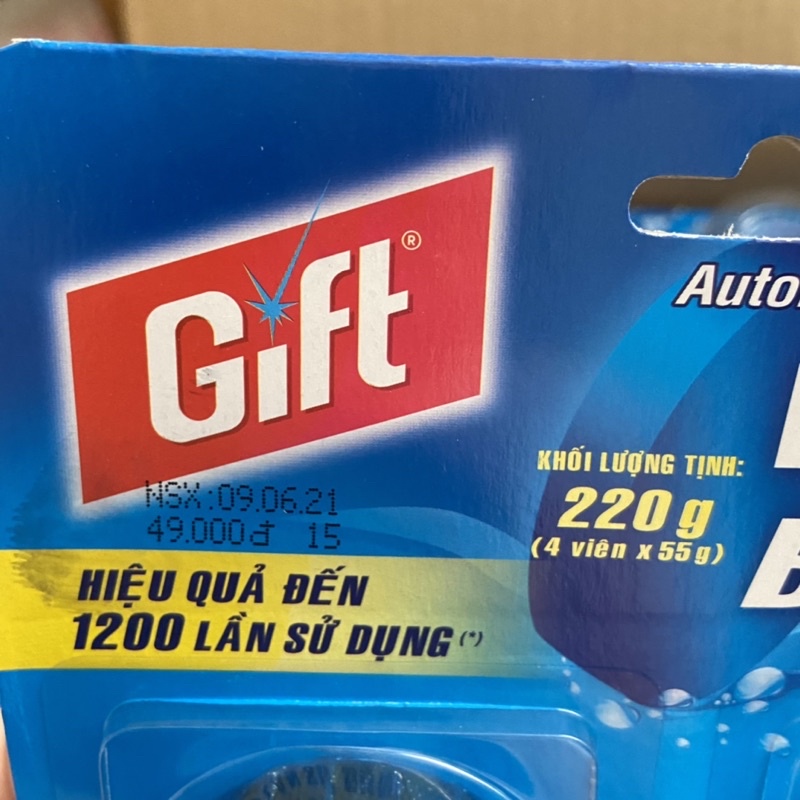 Gift®
NSX:09.06.21
49.000đ 15
HIỆU QUẢ ĐẾN
1200 LẦN SỬ DỤNG(*)
KHỐI LƯỢNG TỊNH:
220 g
(4 viên x 55g)